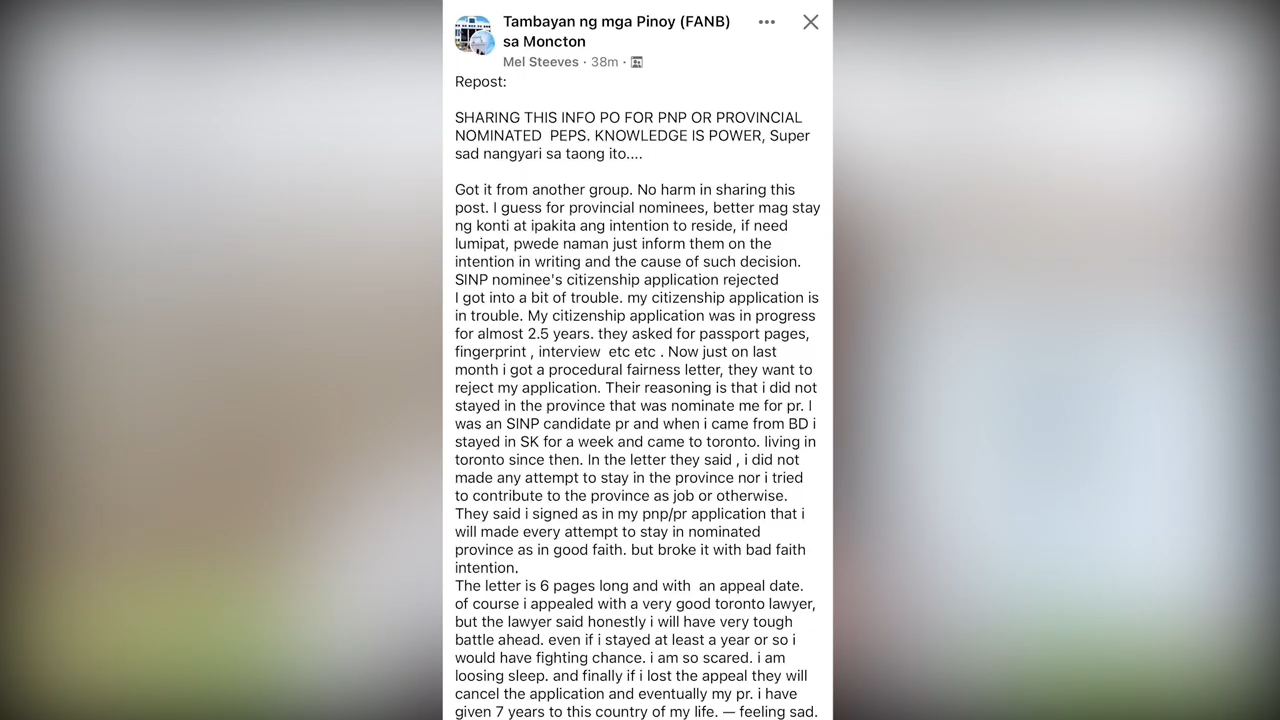 Tambayan ng mga Pinoy (FANB)
sa Moncton
Mel Steeves · 38m ·
Repost:
SHARING THIS INFO PO FOR PNP OR PROVINCIAL
NOMINATED  PEPS. KNOWLEDGE IS POWER, Super
sad nangyari sa taong ito....
Got it from another group. No harm in sharing this
post. I guess for provincial nominees, better mag stay
ng konti at ipakita ang intention to reside, if need
lumipat, pwede naman just inform them on the
intention in writing and the cause of such decision.
SINP nominee's citizenship application rejected
I got into a bit of trouble. my citizenship application is
in trouble. My citizenship application was in progress
for almost 2.5 years. they asked for passport pages,
fingerprint , interview  etc etc . Now just on last
month i got a procedural fairness letter, they want to
reject my application. Their reasoning is that i did not
stayed in the province that was nominate me for pr. I
was an SINP candidate pr and when i came from BD i
stayed in SK for a week and came to toronto. living in
toronto since then. In the letter they said , i did not
made any attempt to stay in the province nor i tried
to contribute to the province as job or otherwise.
They said i signed as in my pnp/pr application that i
will made every attempt to stay in nominated
province as in good faith. but broke it with bad faith
intention.
The letter is 6 pages long and with  an appeal date.
of course i appealed with a very good toronto lawyer,
but the lawyer said honestly i will have very tough
battle ahead. even if i stayed at least a year or so i
would have fighting chance. i am so scared. i am
loosing sleep. and finally if i lost the appeal they will
cancel the application and eventually my pr. i have
given 7 years to this country of my life. — feeling sad.